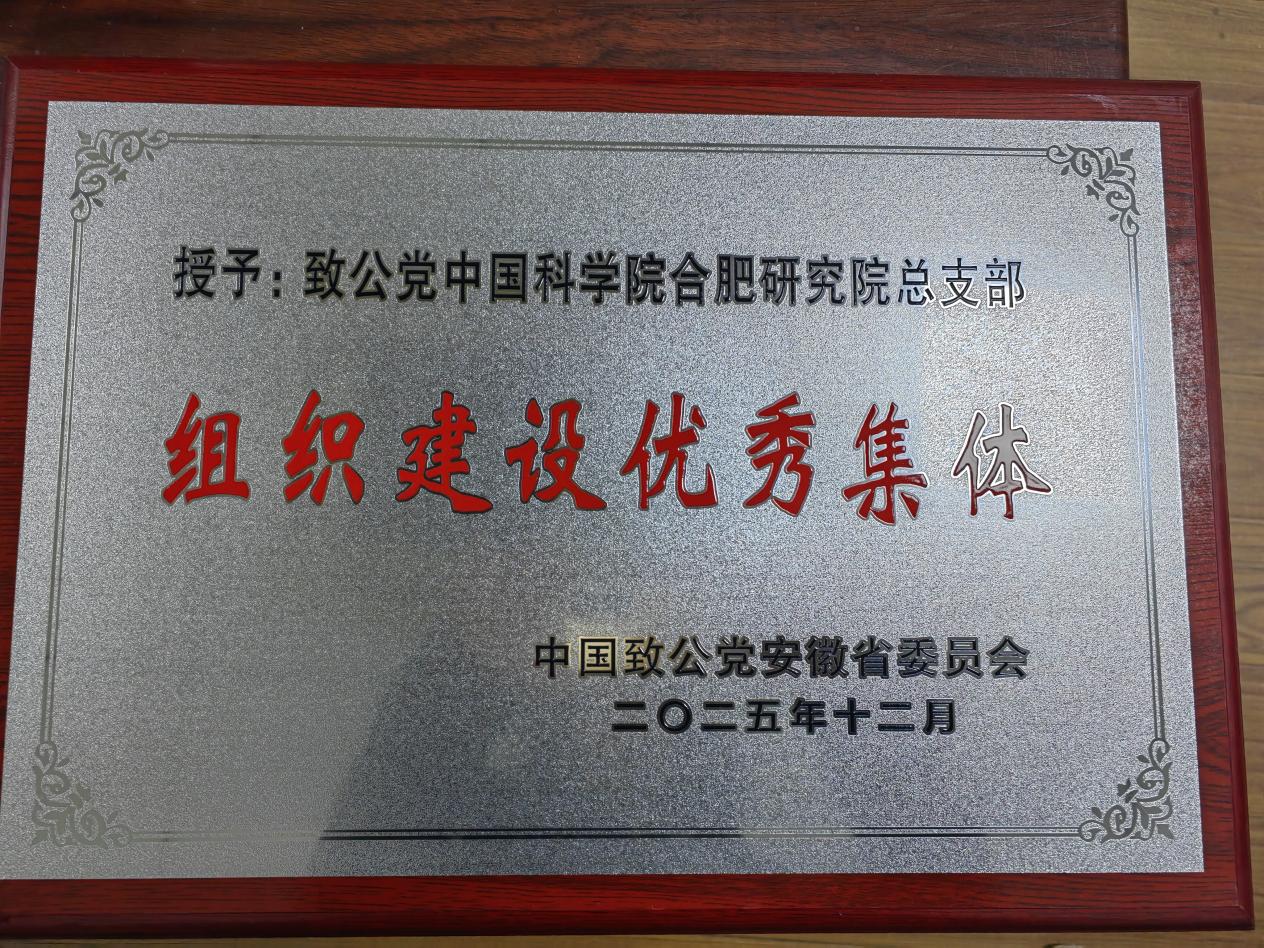 授予：致公党中国科学院合肥研究院总支部
组织建设优秀集体
中国致公党安徽省委员会
二〇二五年十二月